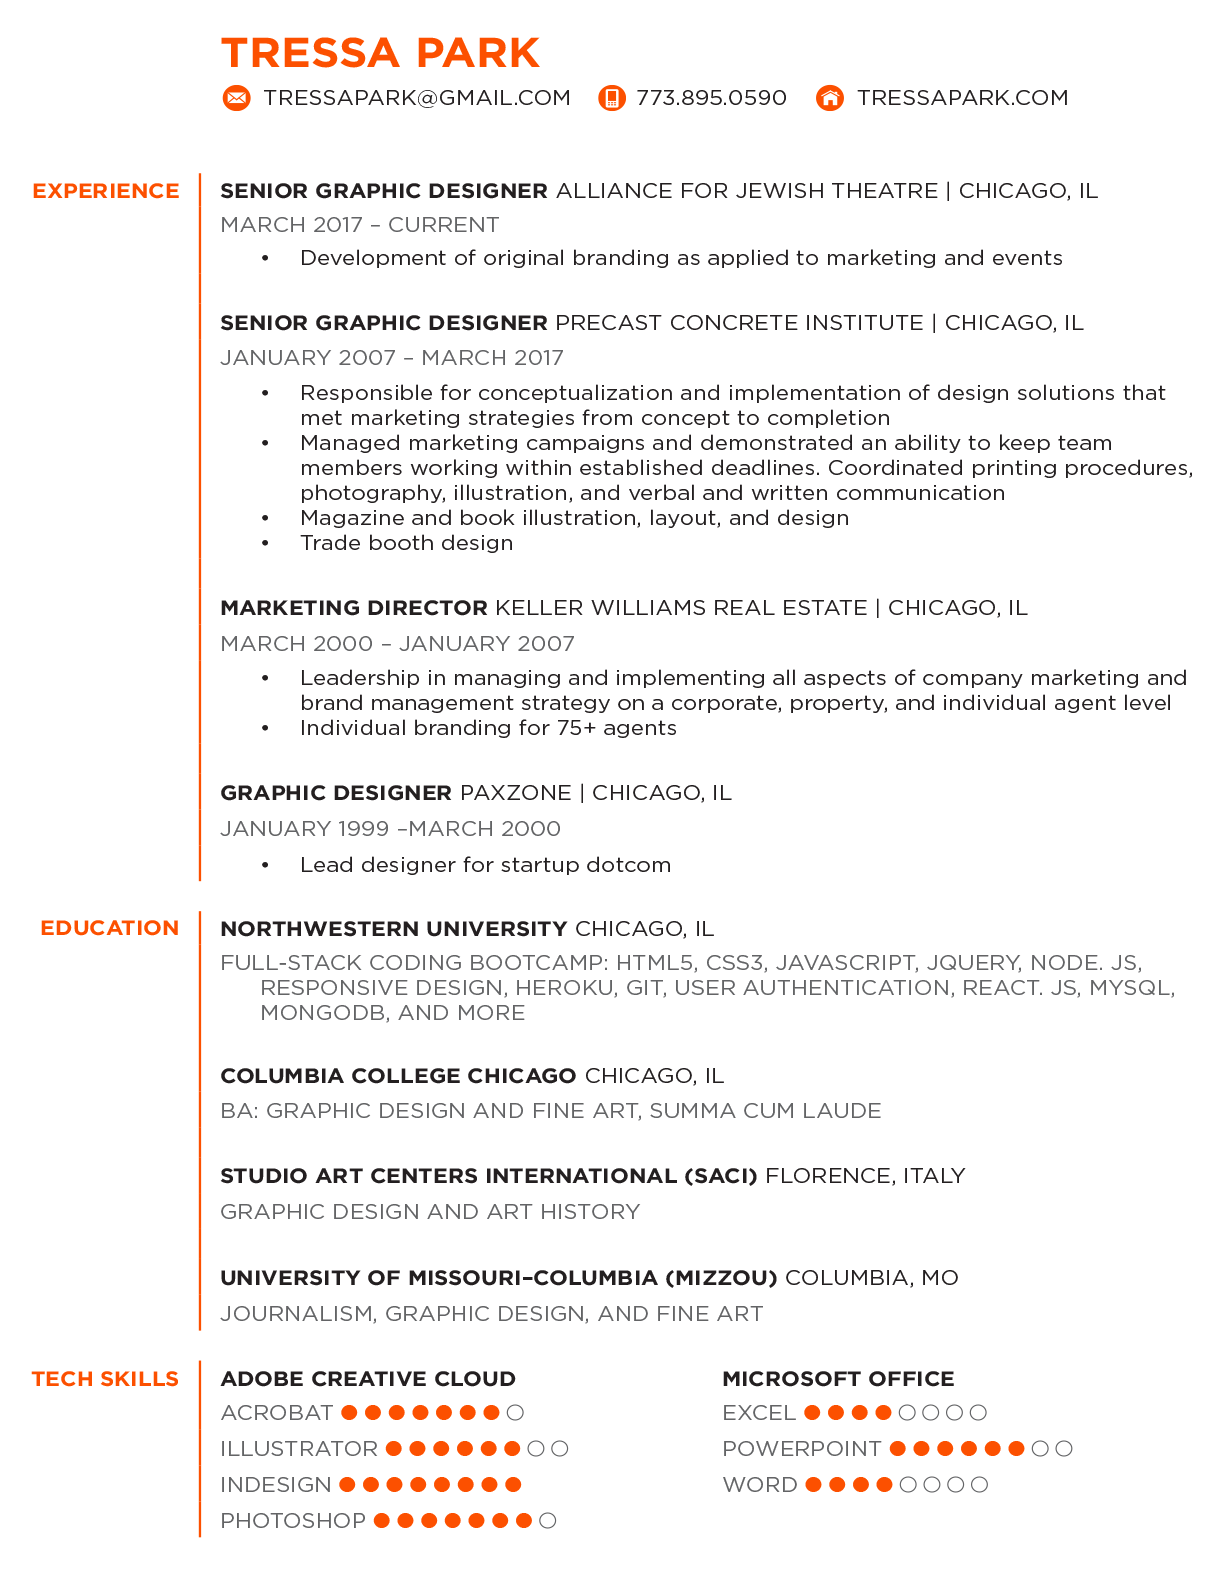 TRESSA PARK
TRESSAPARK@GMAIL.COM 773.895.0590 TRESSAPARK.COM
EXPERIENCE
SENIOR GRAPHIC DESIGNER ALLIANCE FOR JEWISH THEATRE | CHICAGO, IL
MARCH 2017 – CURRENT
• Development of original branding as applied to marketing and events
SENIOR GRAPHIC DESIGNER PRECAST CONCRETE INSTITUTE | CHICAGO, IL
JANUARY 2007 – MARCH 2017
• Responsible for conceptualization and implementation of design solutions that
met marketing strategies from concept to completion
• Managed marketing campaigns and demonstrated an ability to keep team
members working within established deadlines. Coordinated printing procedures,
photography, illustration, and verbal and written communication
• Magazine and book illustration, layout, and design
• Trade booth design
MARKETING DIRECTOR KELLER WILLIAMS REAL ESTATE | CHICAGO, IL
MARCH 2000 – JANUARY 2007
• Leadership in managing and implementing all aspects of company marketing and
brand management strategy on a corporate, property, and individual agent level
• Individual branding for 75+ agents
GRAPHIC DESIGNER PAXZONE | CHICAGO, IL
JANUARY 1999 –MARCH 2000
• Lead designer for startup dotcom
EDUCATION
NORTHWESTERN UNIVERSITY CHICAGO, IL
FULL-STACK CODING BOOTCAMP: HTML5, CSS3, JAVASCRIPT, JQUERY, NODE. JS,
RESPONSIVE DESIGN, HEROKU, GIT, USER AUTHENTICATION, REACT. JS, MYSQL,
MONGODB, AND MORE
COLUMBIA COLLEGE CHICAGO CHICAGO, IL
BA: GRAPHIC DESIGN AND FINE ART, SUMMA CUM LAUDE
STUDIO ART CENTERS INTERNATIONAL (SACI) FLORENCE, ITALY
GRAPHIC DESIGN AND ART HISTORY
UNIVERSITY OF MISSOURI–COLUMBIA (MIZZOU) COLUMBIA, MO
JOURNALISM, GRAPHIC DESIGN, AND FINE ART
TECH SKILLS
ADOBE CREATIVE CLOUD
ACROBAT
ILLUSTRATOR
INDESIGN
PHOTOSHOP
MICROSOFT OFFICE
EXCEL
POWERPOINT
WORD